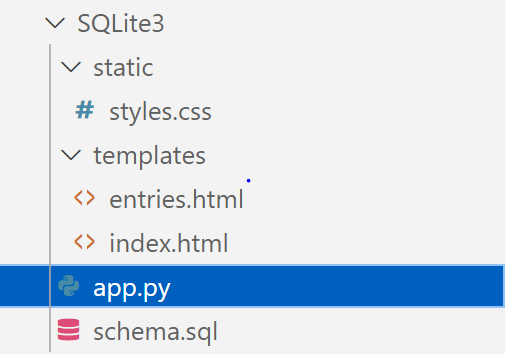 SQLite3
static
styles.css
templates
entries.html
index.html
app.py
schema.sql